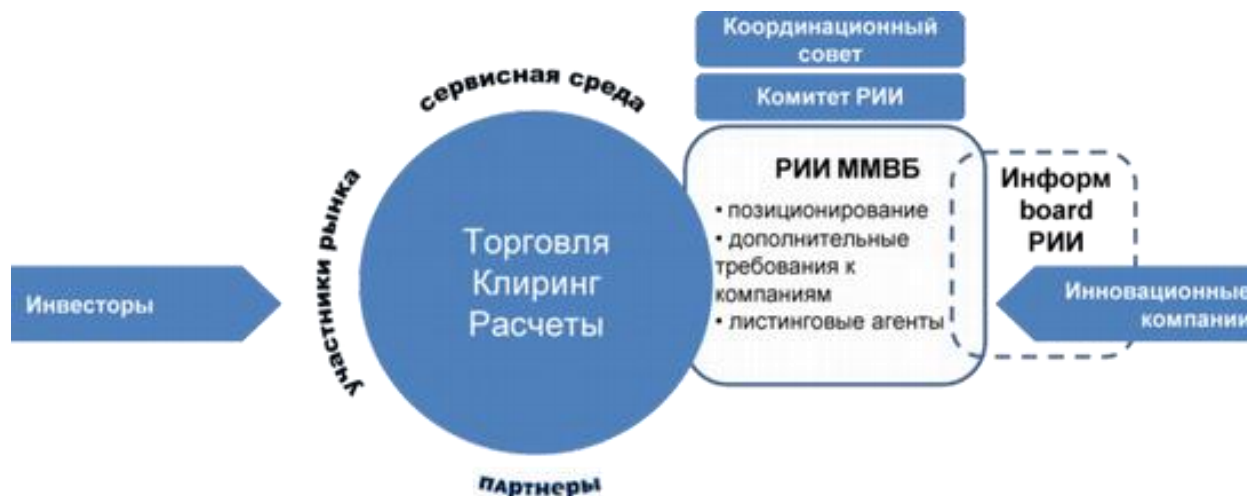 Координационный
совет
Комитет РИИ
сервисная среда
участники рынка
партнеры
Инвесторы
Торговля
Клиринг
Расчеты
РИИ ММВБ
• позиционирование
• дополнительные
требования к
компаниям
• листинговые агенты
Информ
board
РИИ
Инновационные
компании